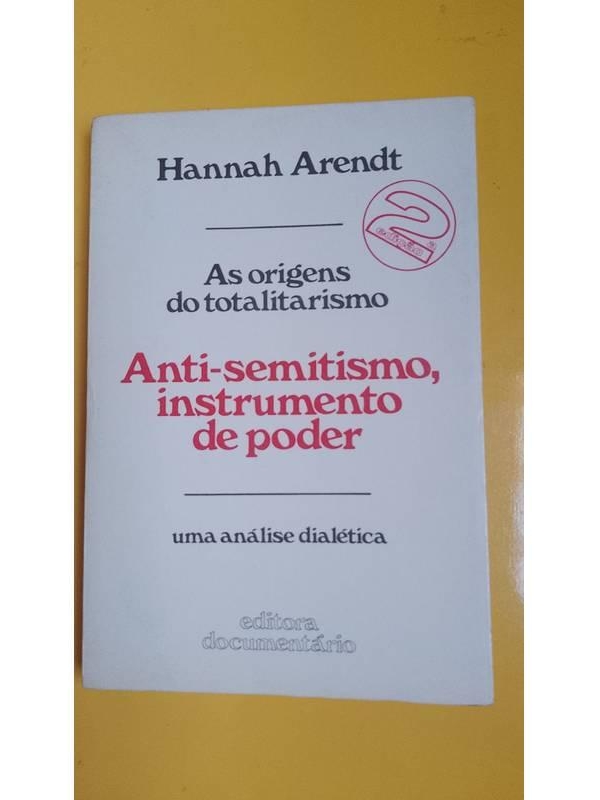 Hannah Arendt
2ª
edição
As origens
do totalitarismo
Anti-semitismo,
instrumento
de poder
uma análise dialética
editora
documentário